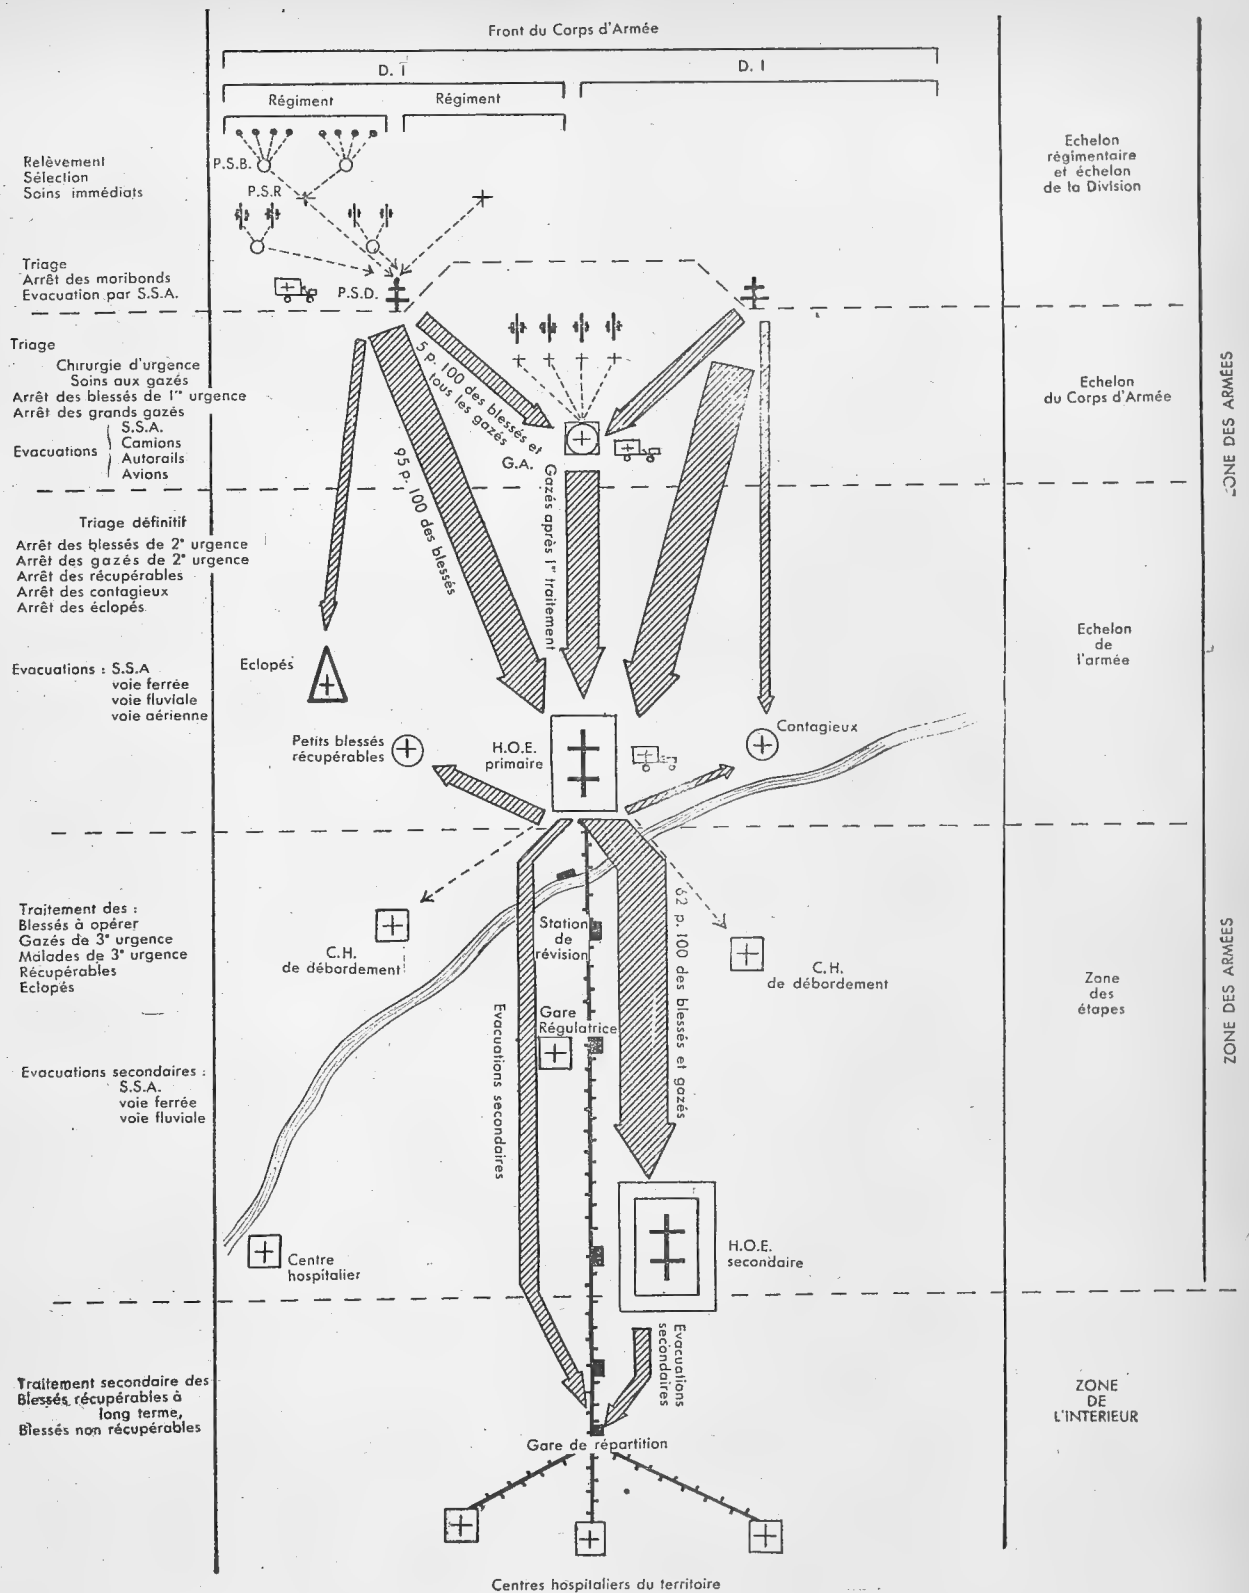 Front du Corps d'Armée
D. I
D. I
Régiment
Régiment
P.S.B.
Relèvement
Sélection
Soins immédiats
P.S.R
Echelon
régimentaire
et échelon
de la Division
Triage
Arrêt des moribonds
Evacuation par S.S.A.
P.S.D.
Triage
Chirurgie d'urgence
Soins aux gazés
Arrêt des blessés de 1re urgence
Arrêt des grands gazés
Evacuations
S.S.A.
Camions
Autorails
Avions
5 p. 100 des blessés et
tous les gazés
G.A.
95 p. 100 des blessés
Gazés après 1er traitement
Echelon
du Corps d'Armée
ZONE DES ARMÉES
Triage définitif
Arrêt des blessés de 2e urgence
Arrêt des gazés de 2e urgence
Arrêt des récupérables
Arrêt des contagieux
Arrêt des éclopés
Evacuations : S.S.A
voie ferrée
voie fluviale
voie aérienne
Eclopés
Petits blessés
récupérables
H.O.E.
primaire
Contagieux
Echelon
de
l'armée
Traitement des :
Blessés à opérer
Gazés de 3e urgence
Malades de 3e urgence
Récupérables
Eclopés
C.H.
de débordement
Station
de
révision
62 p. 100 des blessés et gazés
C.H.
de débordement
Zone
des
étapes
ZONE DES ARMÉES
Gare
Régulatrice
Evacuations secondaires
Evacuations secondaires :
S.S.A.
voie ferrée
voie fluviale
Centre
hospitalier
H.O.E.
secondaire
Evacuations
secondaires
Traitement secondaire des
Blessés récupérables à
long terme,
Blessés non récupérables
ZONE
DE
L'INTERIEUR
Gare de répartition
Centres hospitaliers du territoire